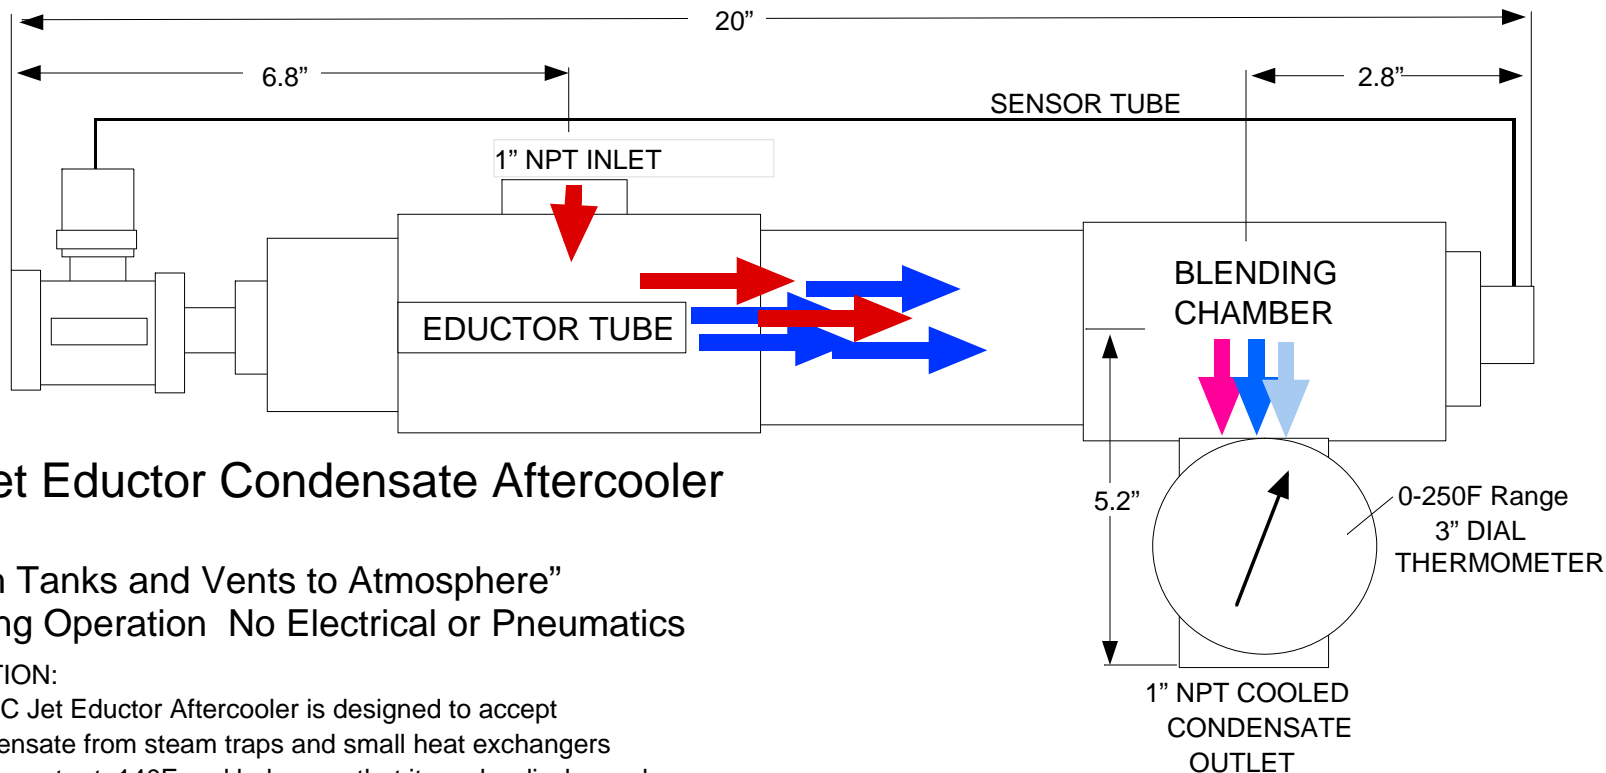 20”
6.8”
2.8”
SENSOR TUBE
1” NPT INLET
BLENDING
CHAMBER
EDUCTOR TUBE
et Eductor Condensate Aftercooler
5.2”
0-250F Range
3” DIAL
THERMOMETER
n Tanks and Vents to Atmosphere”
ng Operation No Electrical or Pneumatics
TION:
C Jet Eductor Aftercooler is designed to accept
ensate from steam traps and small heat exchangers
1” NPT COOLED
CONDENSATE
OUTLET